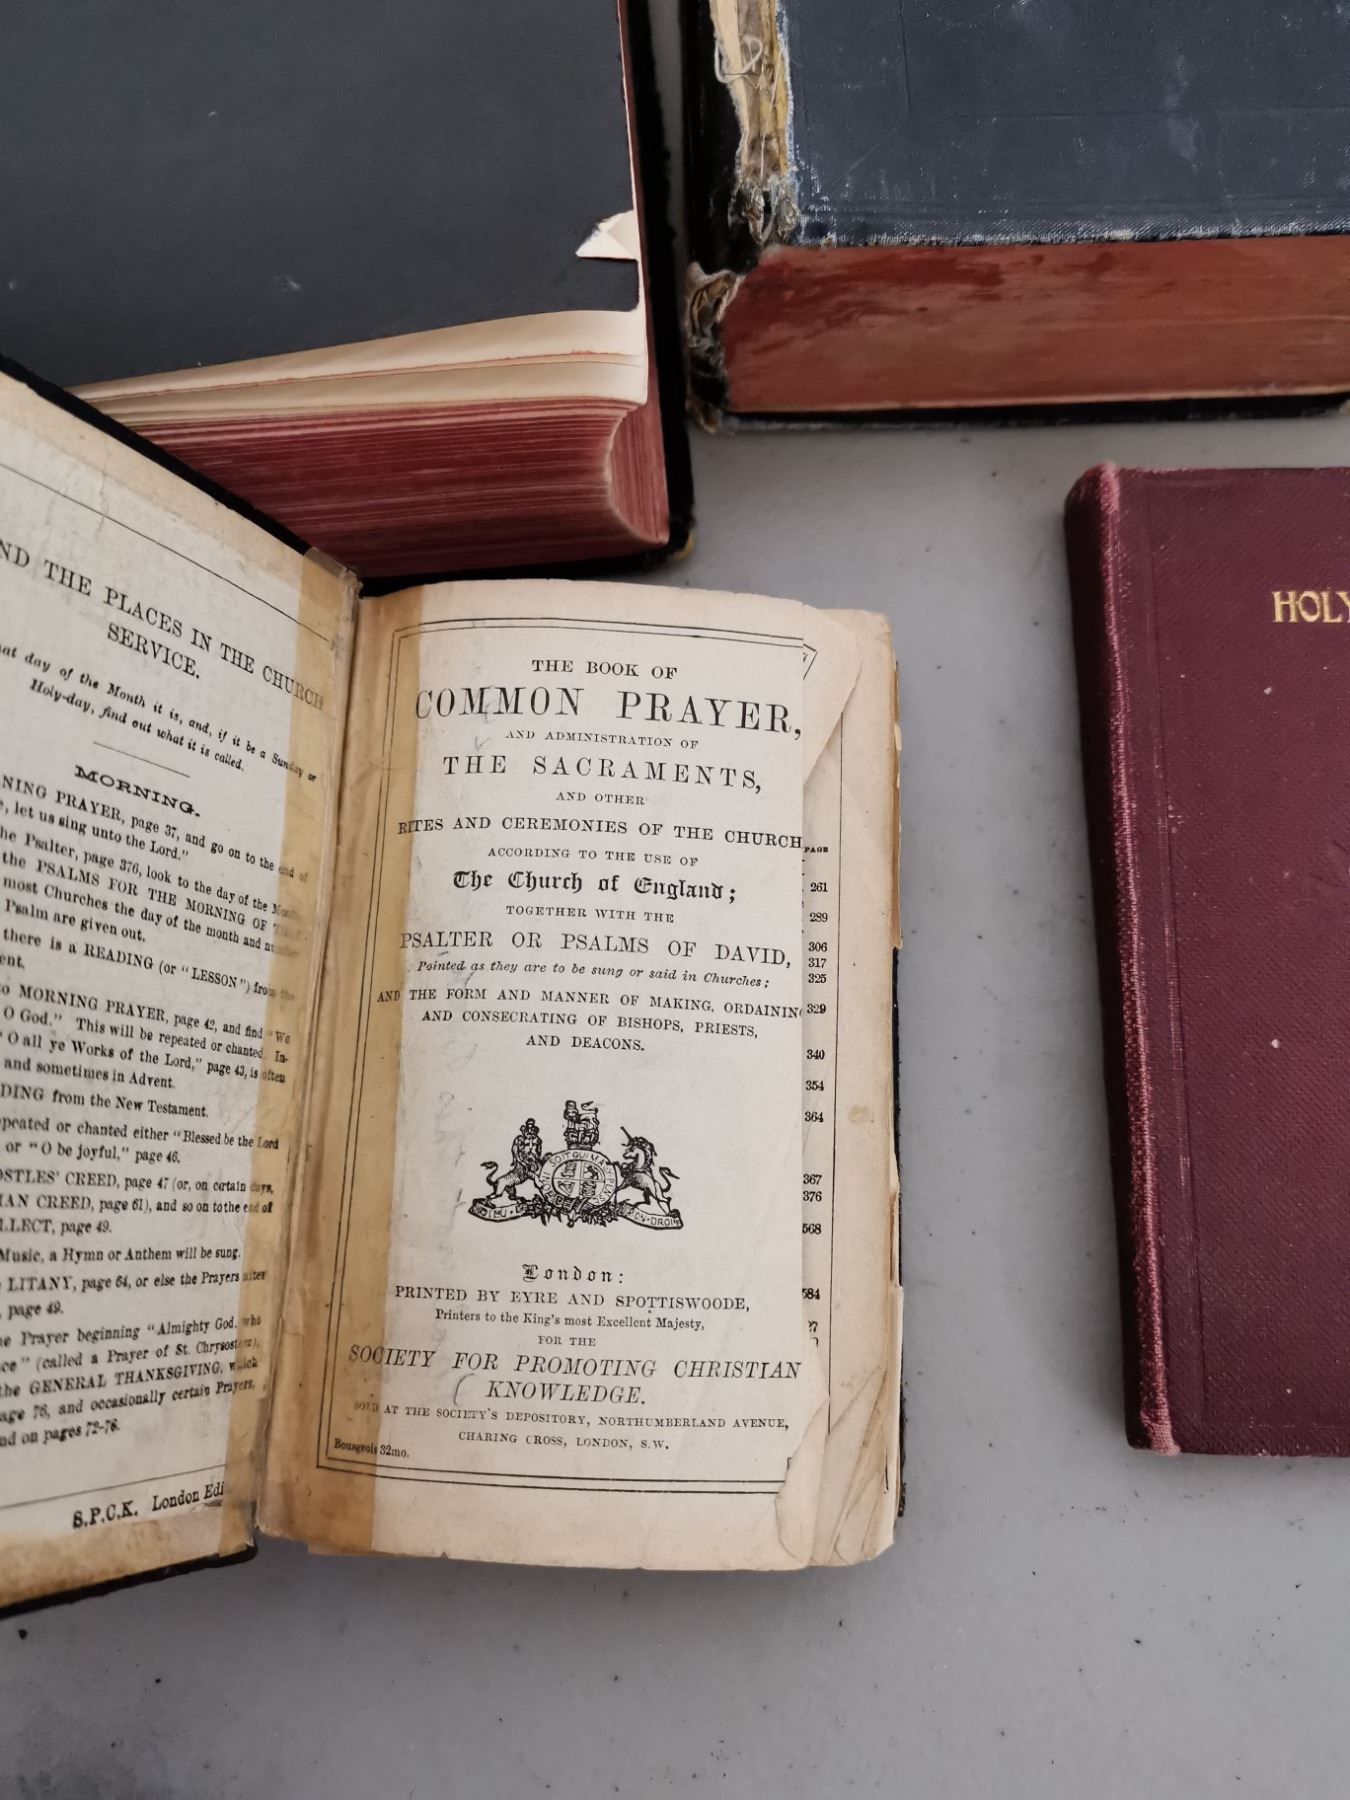 ND THE PLACES IN THE CHURCH
SERVICE.
at day of the Month it is, and, if it be a Sunday or
Holy-day, find out what it is called.
MORNING.
NING PRAYER, page 37, and go on to the end of
, let us sing unto the Lord."
he Psalter, page 376, look to the day of the Month
the PSALMS FOR THE MORNING OF
most Churches the day of the month and number
Psalm are given out.
there is a READING (or "LESSON") from the
ent.
o MORNING PRAYER, page 42, and find "We
O God." This will be repeated or chanted. In-
"O all ye Works of the Lord," page 43, is often
and sometimes in Advent.
DING from the New Testament.
peated or chanted either "Blessed be the Lord
or "O be joyful," page 46.
OSTLES' CREED, page 47 (or, on certain days,
IAN CREED, page 61), and so on to the end of
LLECT, page 49.
Music, a Hymn or Anthem will be sung.
LITANY, page 64, or else the Prayers after
, page 49.
e Prayer beginning "Almighty God, who
ce" (called a Prayer of St. Chrysostom),
the GENERAL THANKSGIVING, which
age 76, and occasionally certain Prayers,
nd on pages 72-76.
S.P.C.K. London Edi
THE BOOK OF
COMMON PRAYER,
AND ADMINISTRATION OF
THE SACRAMENTS,
AND OTHER
RITES AND CEREMONIES OF THE CHURCH
ACCORDING TO THE USE OF
The Church of England;
TOGETHER WITH THE
PSALTER OR PSALMS OF DAVID,
Pointed as they are to be sung or said in Churches;
AND THE FORM AND MANNER OF MAKING, ORDAINING
AND CONSECRATING OF BISHOPS, PRIESTS,
AND DEACONS.
London:
PRINTED BY EYRE AND SPOTTISWOODE,
Printers to the King's most Excellent Majesty,
FOR THE
SOCIETY FOR PROMOTING CHRISTIAN
KNOWLEDGE.
SOLD AT THE SOCIETY'S DEPOSITORY, NORTHUMBERLAND AVENUE,
CHARING CROSS, LONDON, S.W.
Bourgeois 32mo.
PAGE
261
289
306
317
325
329
340
354
364
367
376
568
584
HOLY